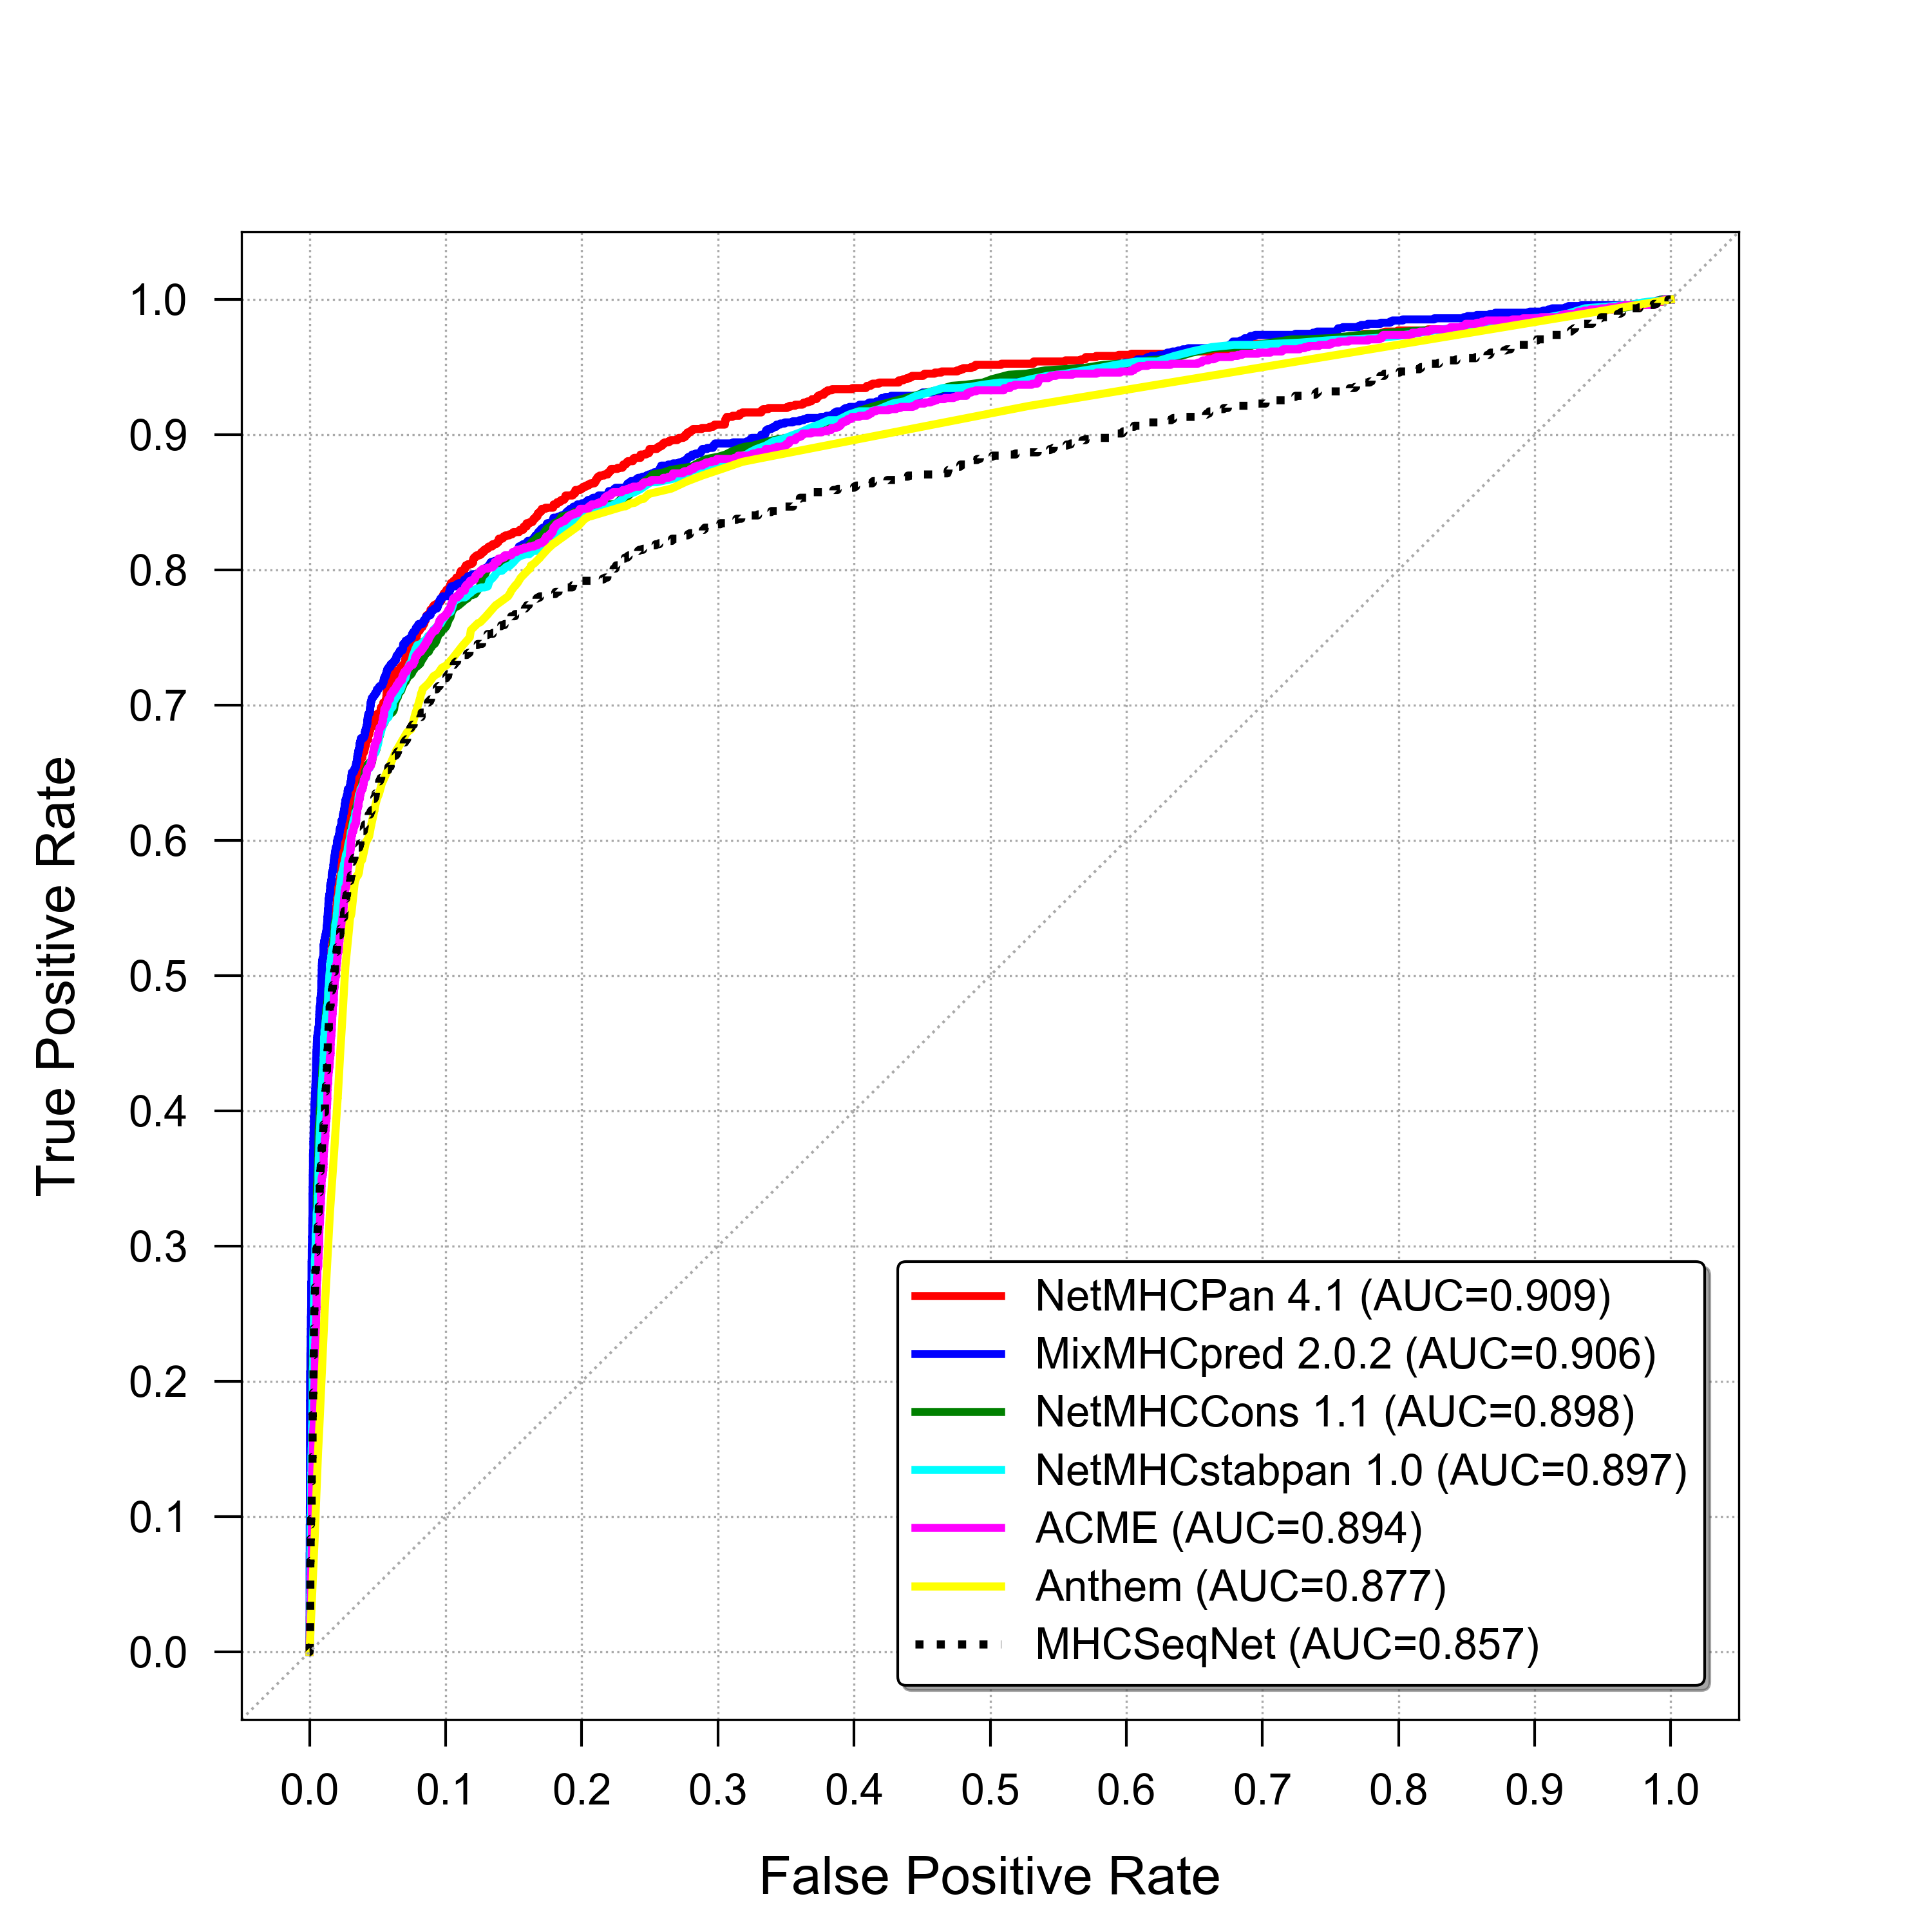 True Positive Rate
1.0
0.9
0.8
0.7
0.6
0.5
0.4
0.3
0.2
0.1
0.0
NetMHCPan 4.1 (AUC=0.909)
MixMHCpred 2.0.2 (AUC=0.906)
NetMHCCons 1.1 (AUC=0.898)
NetMHCstabpan 1.0 (AUC=0.897)
ACME (AUC=0.894)
Anthem (AUC=0.877)
MHCSeqNet (AUC=0.857)
0.0 0.1 0.2 0.3 0.4 0.5 0.6 0.7 0.8 0.9 1.0
False Positive Rate